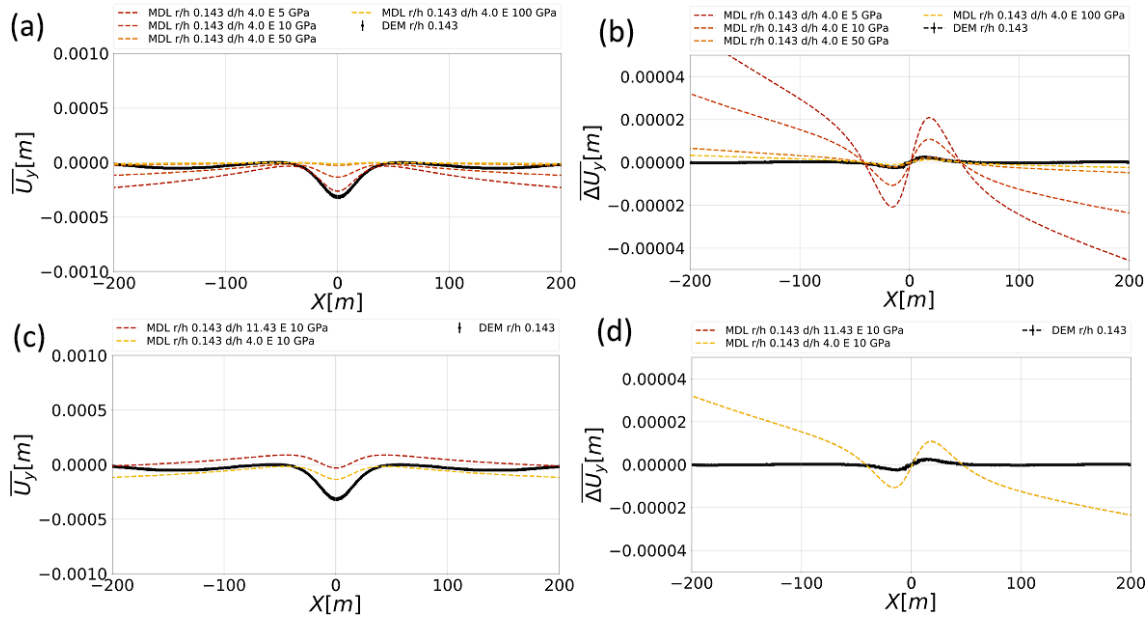 (a)
MDL r/h 0.143 d/h 4.0 E 5 GPa
MDL r/h 0.143 d/h 4.0 E 10 GPa
MDL r/h 0.143 d/h 4.0 E 50 GPa
MDL r/h 0.143 d/h 4.0 E 100 GPa
DEM r/h 0.143
0.0010
0.0005
0.0000
−0.0005
−0.0010
U_y[m]
−200 −100 0 100 200
X[m]
(b)
MDL r/h 0.143 d/h 4.0 E 5 GPa
MDL r/h 0.143 d/h 4.0 E 10 GPa
MDL r/h 0.143 d/h 4.0 E 50 GPa
MDL r/h 0.143 d/h 4.0 E 100 GPa
DEM r/h 0.143
0.00004
0.00002
0.00000
−0.00002
−0.00004
ΔU_y[m]
−200 −100 0 100 200
X[m]
(c)
MDL r/h 0.143 d/h 11.43 E 10 GPa
MDL r/h 0.143 d/h 4.0 E 10 GPa
DEM r/h 0.143
0.0010
0.0005
0.0000
−0.0005
−0.0010
U_y[m]
−200 −100 0 100 200
X[m]
(d)
MDL r/h 0.143 d/h 11.43 E 10 GPa
MDL r/h 0.143 d/h 4.0 E 10 GPa
DEM r/h 0.143
0.00004
0.00002
0.00000
−0.00002
−0.00004
ΔU_y[m]
−200 −100 0 100 200
X[m]